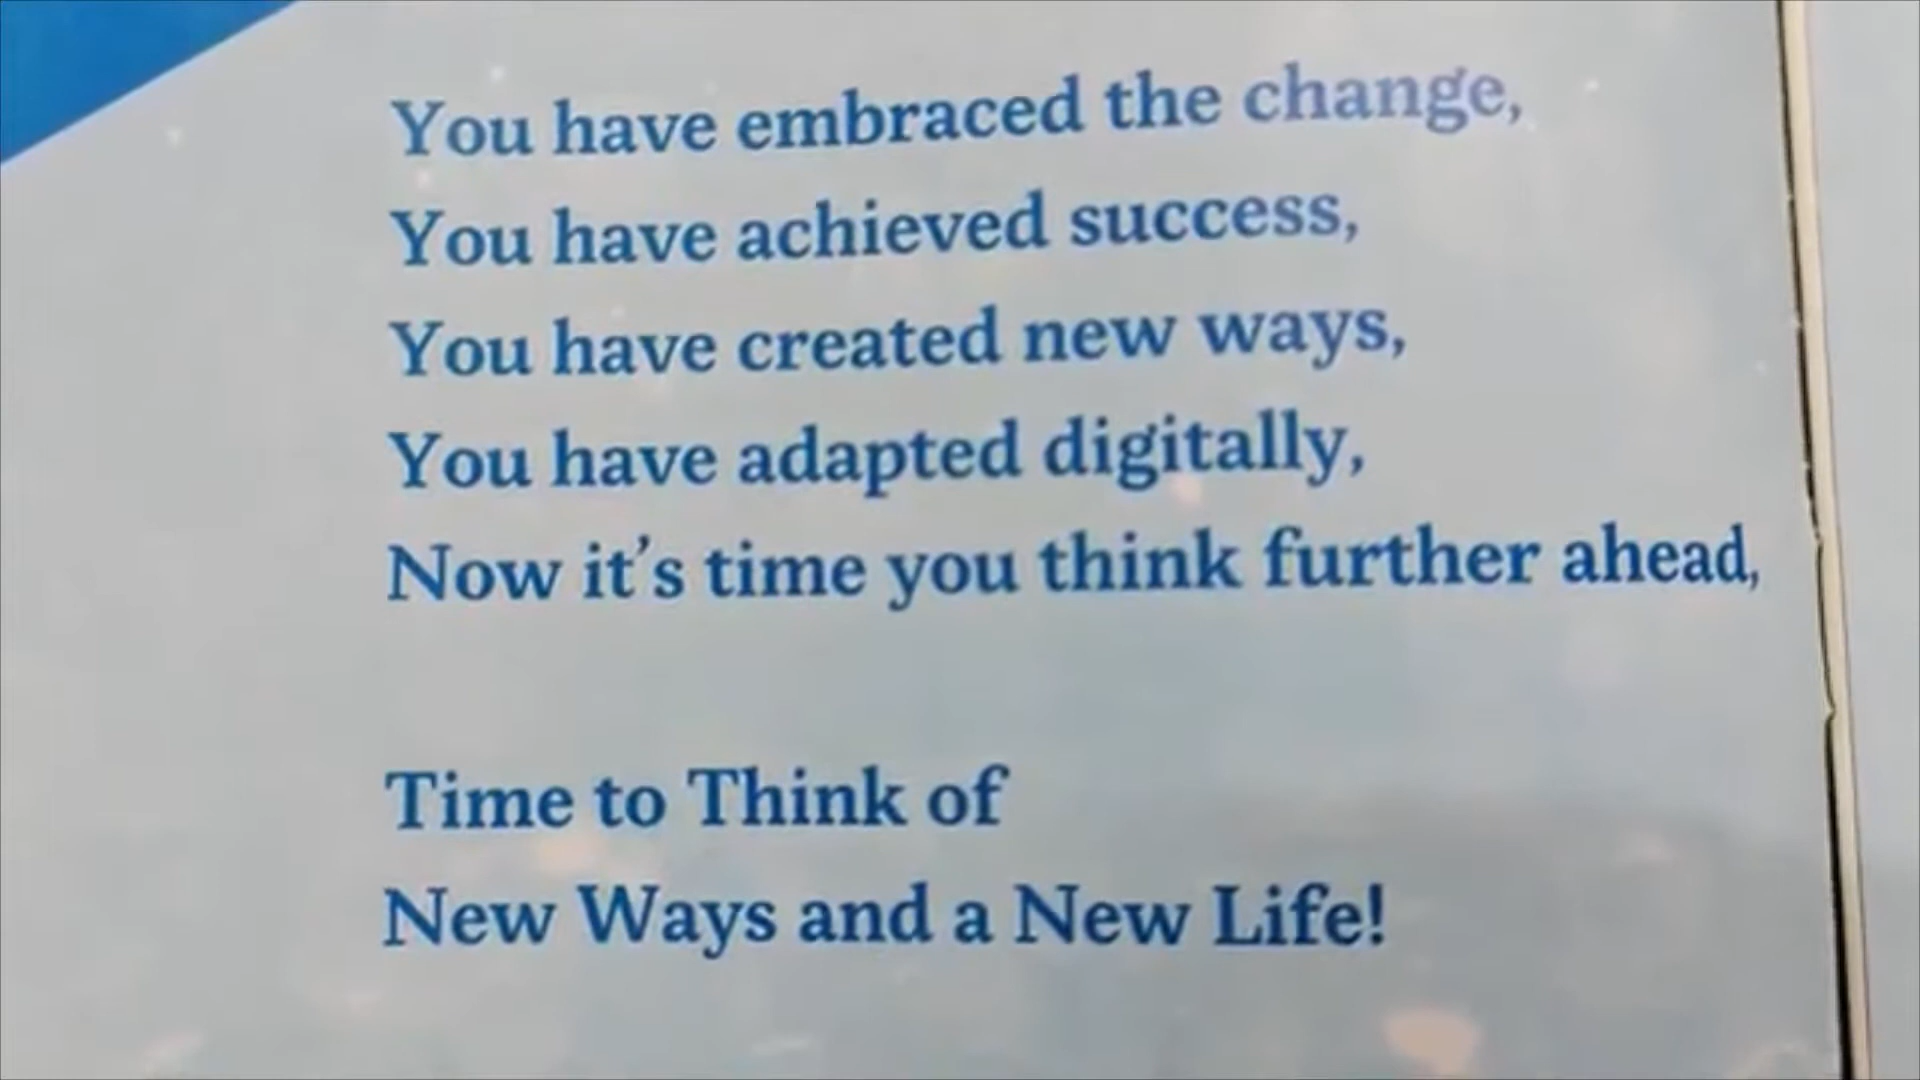 You have embraced the change,
You have achieved success,
You have created new ways,
You have adapted digitally,
Now it’s time you think further ahead,
Time to Think of
New Ways and a New Life!